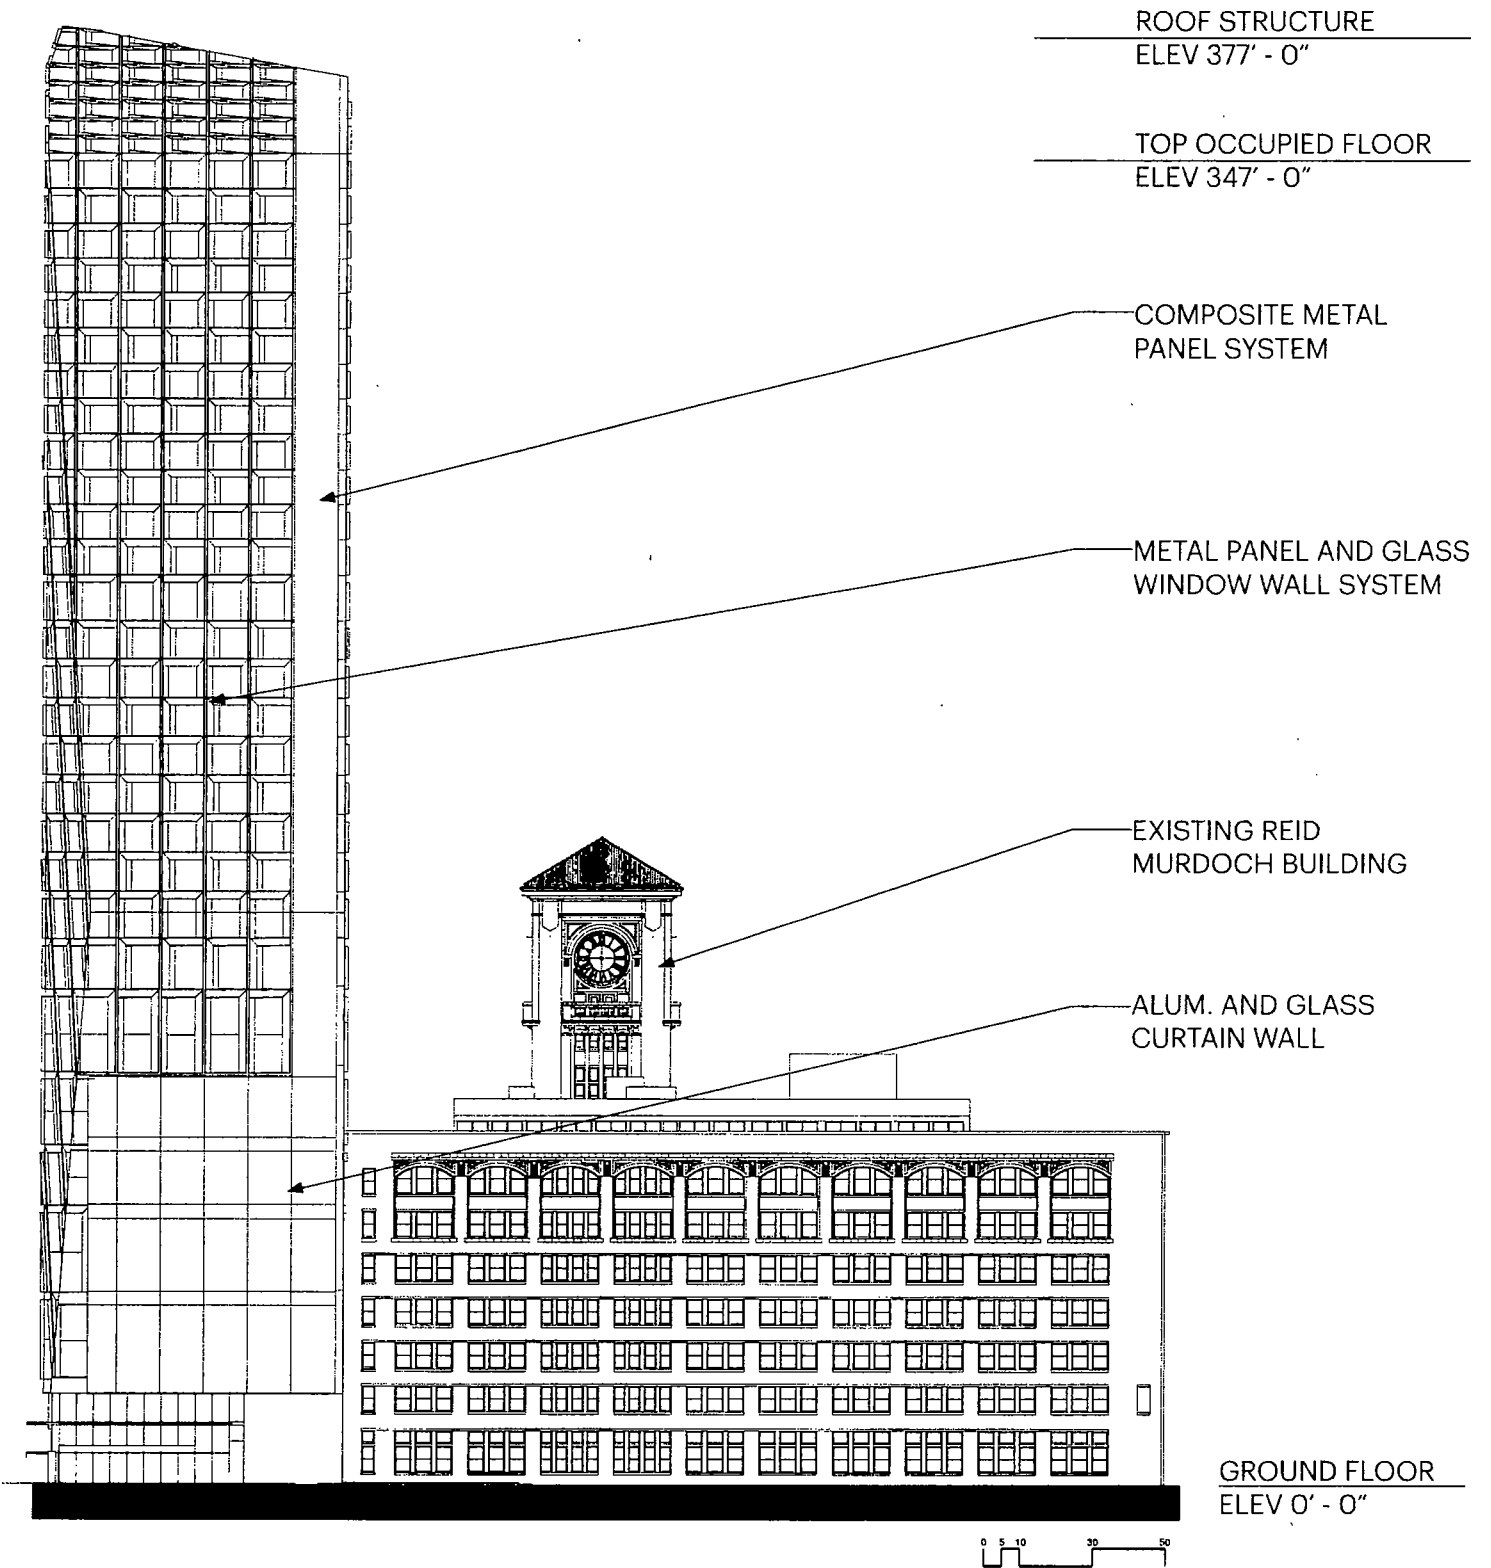 ROOF STRUCTURE
ELEV 377' - 0"
TOP OCCUPIED FLOOR
ELEV 347' - 0"
COMPOSITE METAL
PANEL SYSTEM
METAL PANEL AND GLASS
WINDOW WALL SYSTEM
EXISTING REID
MURDOCH BUILDING
ALUM. AND GLASS
CURTAIN WALL
GROUND FLOOR
ELEV 0' - 0"
0 5 10 30 50